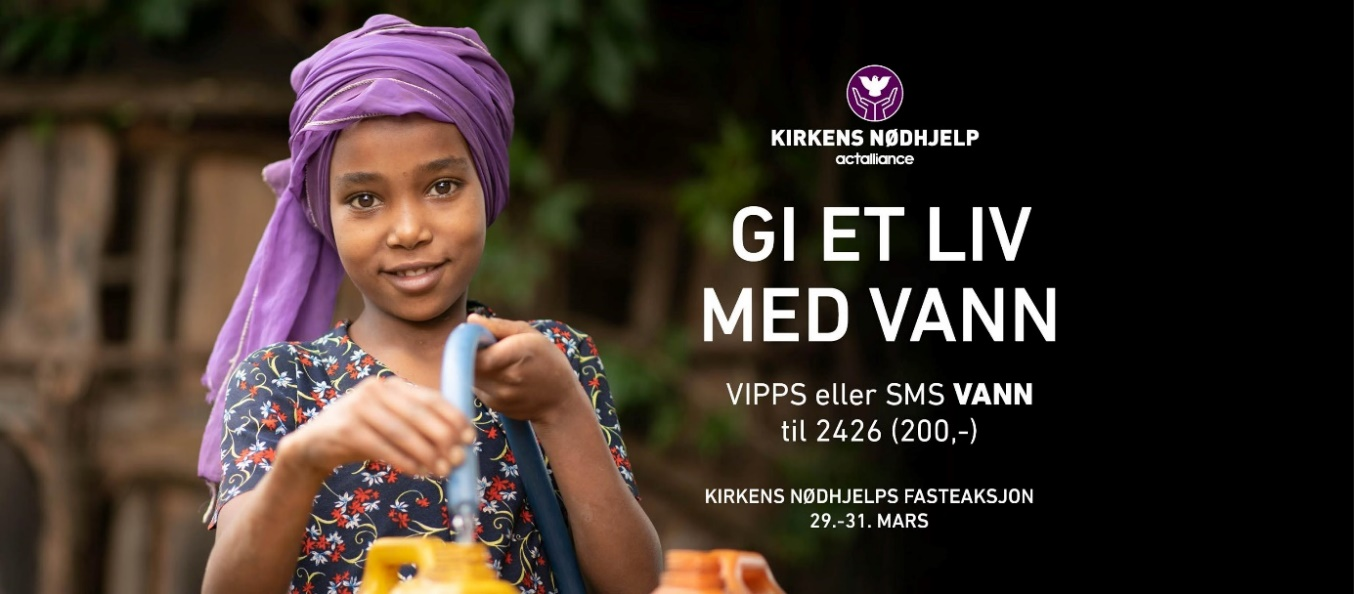 KIRKENS NØDHJELP
actalliance
GI ET LIV
MED VANN
VIPPS eller SMS VANN
til 2426 (200,-)
KIRKENS NØDHJELPS FASTEAKSJON
29.-31. MARS